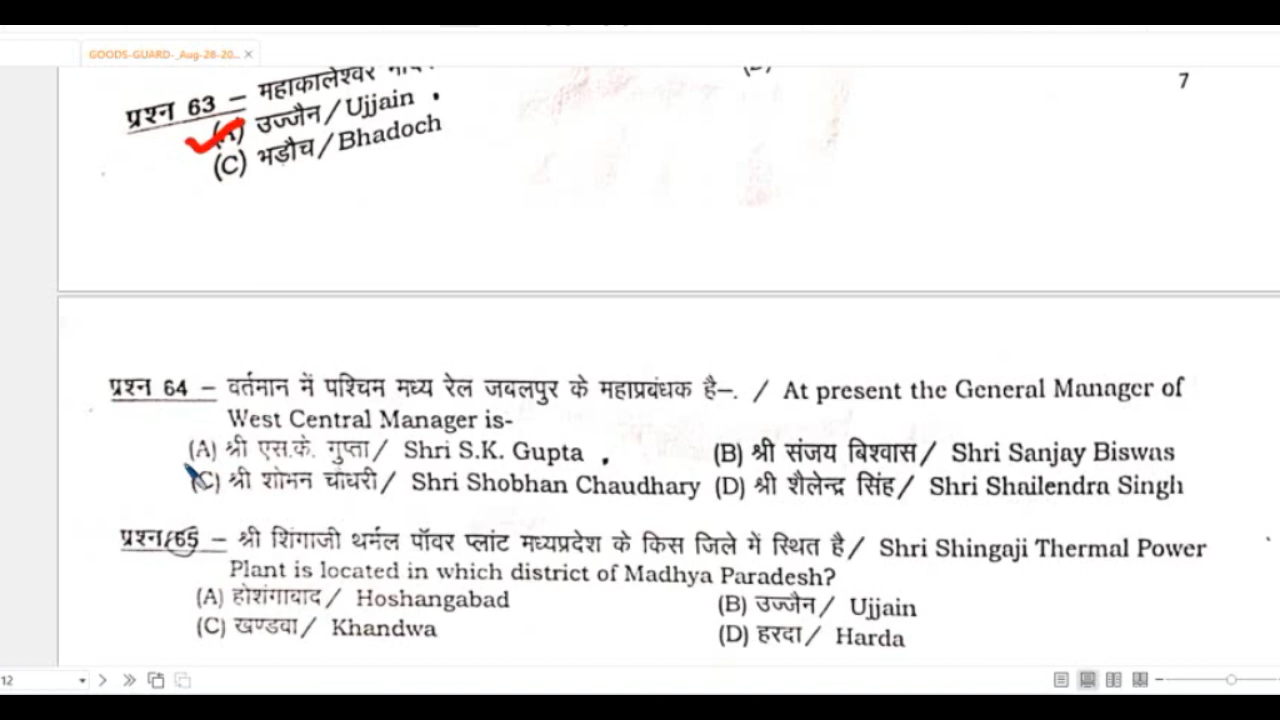 GOODS-GUARD-_Aug-28-20...
7
प्रश्न 63 – महाकालेश्वर
(A) उज्जैन / Ujjain
(C) भड़ौच / Bhadoch
प्रश्न 64 – वर्तमान में पश्चिम मध्य रेल जबलपुर के महाप्रबंधक है–. / At present the General Manager of
West Central Manager is-
(A) श्री एस.के. गुप्ता / Shri S.K. Gupta (B) श्री संजय बिश्वास / Shri Sanjay Biswas
(C) श्री शोभन चौधरी / Shri Shobhan Chaudhary (D) श्री शैलेन्द्र सिंह / Shri Shailendra Singh
प्रश्न 65 – श्री शिंगाजी थर्मल पॉवर प्लांट मध्यप्रदेश के किस जिले में स्थित है / Shri Shingaji Thermal Power
Plant is located in which district of Madhya Paradesh?
(A) होशंगाबाद / Hoshangabad (B) उज्जैन / Ujjain
(C) खण्डवा / Khandwa (D) हरदा / Harda
12